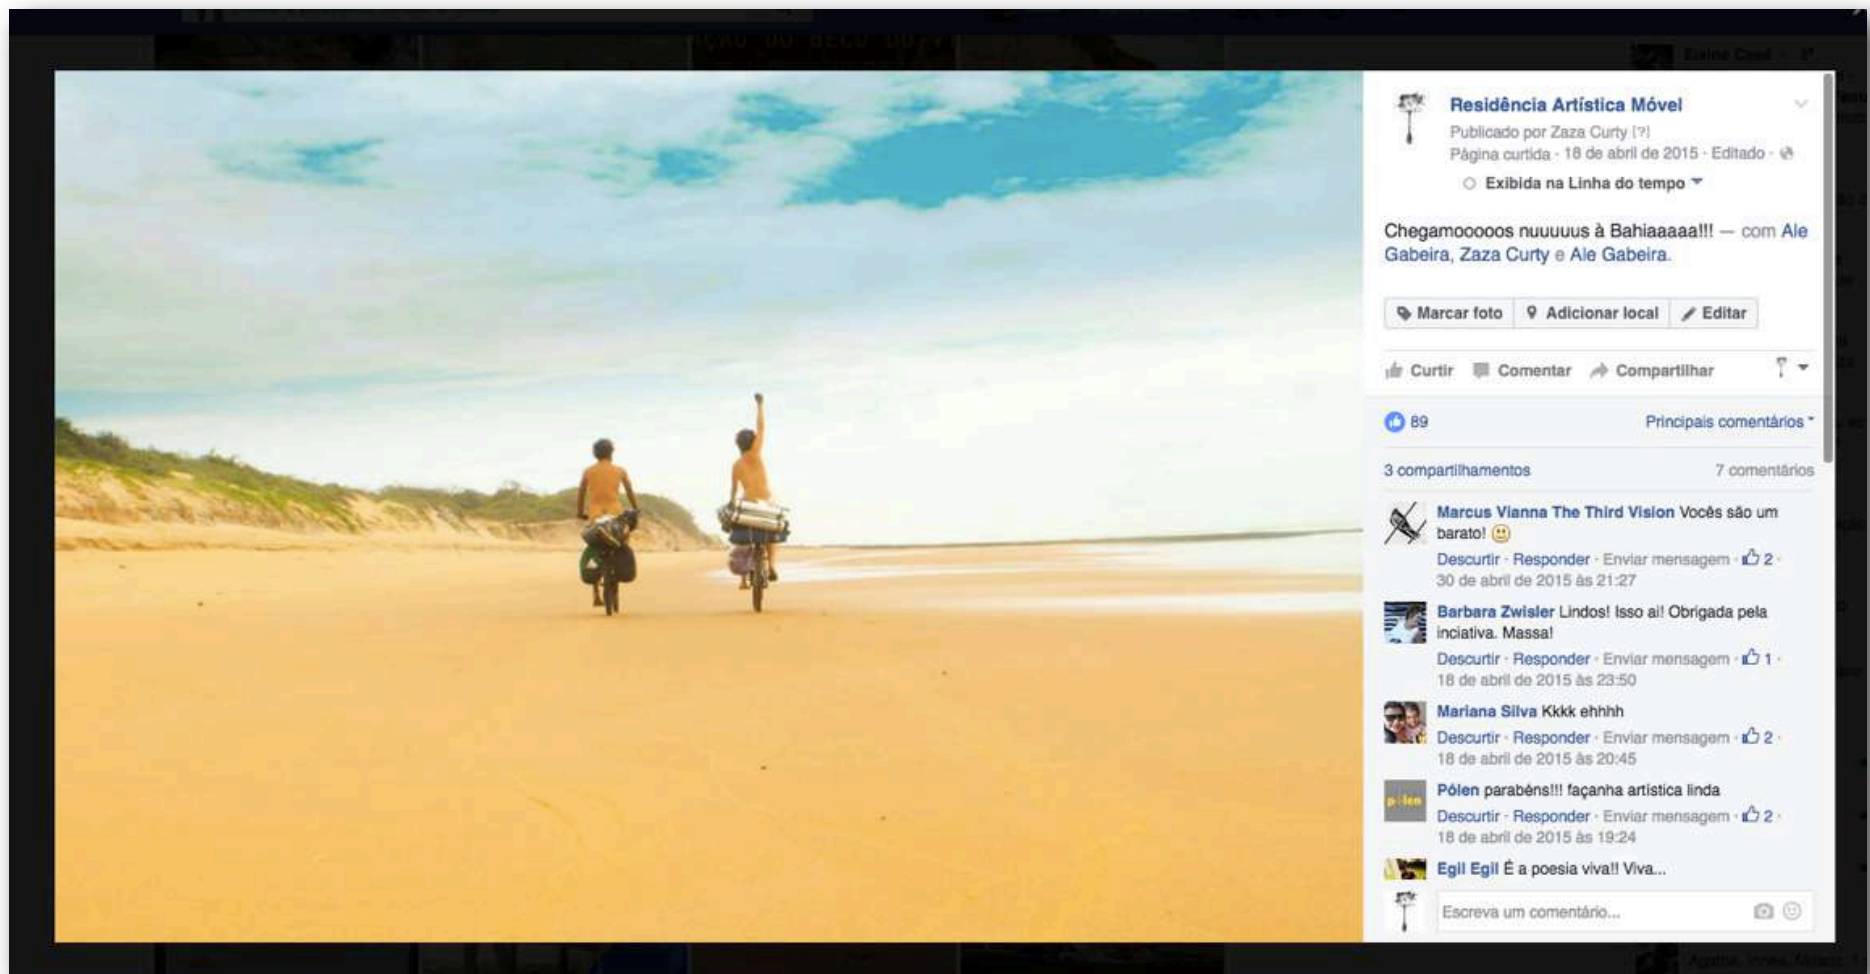 Residência Artística Móvel
Publicado por Zaza Curty [?]
Página curtida · 18 de abril de 2015 · Editado ·
Exibida na Linha do tempo
Chegamooooos nuuuuus à Bahiaaaaa!!! — com Ale
Gabeira, Zaza Curty e Ale Gabeira.
Marcar foto Adicionar local Editar
Curtir Comentar Compartilhar
89 Principais comentários
3 compartilhamentos 7 comentários
Marcus Vianna The Third Vision Vocês são um
barato!
Descurtir · Responder · Enviar mensagem · 2 ·
30 de abril de 2015 às 21:27
Barbara Zwisler Lindos! Isso ai! Obrigada pela
inciativa. Massa!
Descurtir · Responder · Enviar mensagem · 1 ·
18 de abril de 2015 às 23:50
Mariana Silva Kkkk ehhhh
Descurtir · Responder · Enviar mensagem · 2 ·
18 de abril de 2015 às 20:45
Pólen parabéns!!! façanha artística linda
Descurtir · Responder · Enviar mensagem · 2 ·
18 de abril de 2015 às 19:24
Egil Egil É a poesia viva!! Viva...
Escreva um comentário...